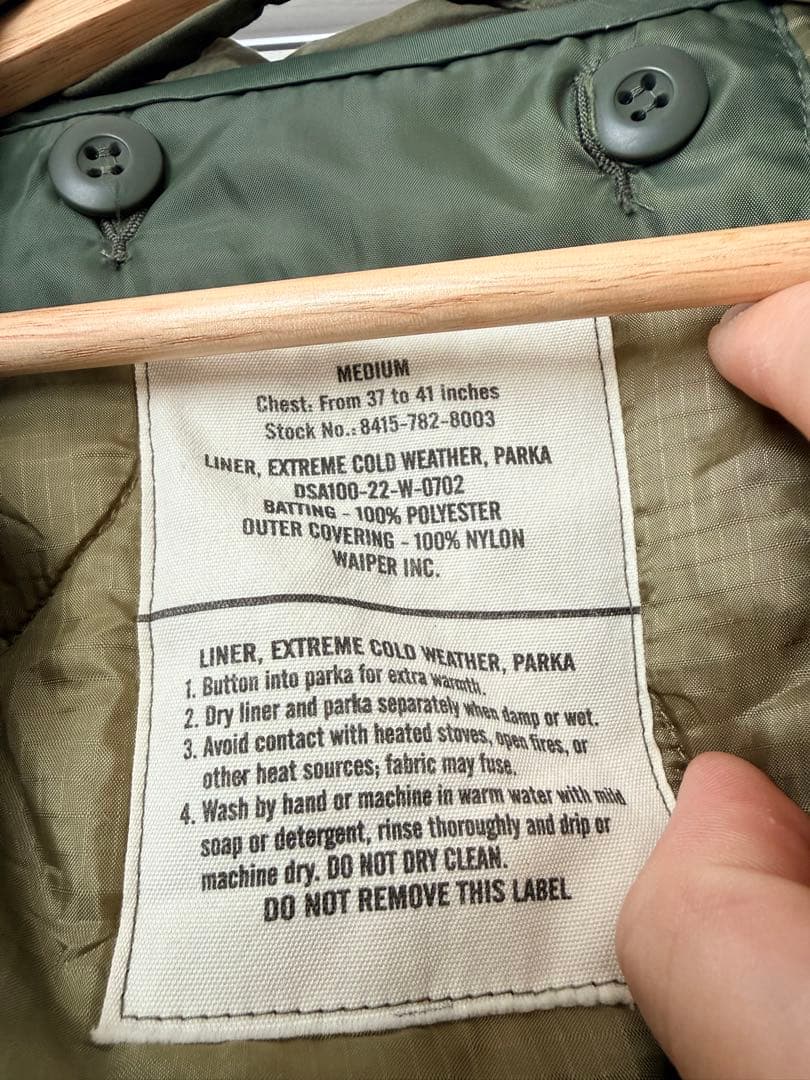 MEDIUM
Chest: From 37 to 41 inches
Stock No.: 8415-782-8003
LINER, EXTREME COLD WEATHER, PARKA
DSA100-22-W-0702
BATTING - 100% POLYESTER
OUTER COVERING - 100% NYLON
WAIPER INC.
LINER, EXTREME COLD WEATHER, PARKA
1. Button into parka for extra warmth.
2. Dry liner and parka separately when damp or wet.
3. Avoid contact with heated stoves, open fires, or
other heat sources; fabric may fuse.
4. Wash by hand or machine in warm water with mild
soap or detergent, rinse thoroughly and drip or
machine dry. DO NOT DRY CLEAN.
DO NOT REMOVE THIS LABEL